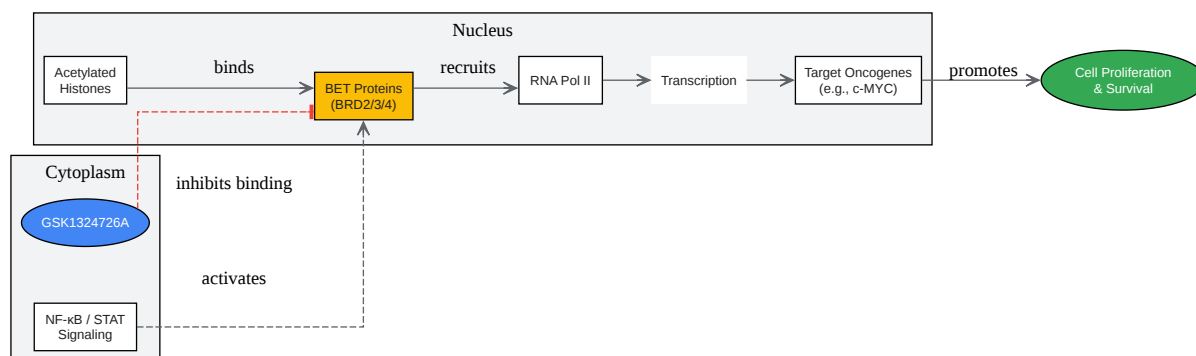 Nucleus
Acetylated
Histones
binds
BET Proteins
(BRD2/3/4)
recruits
RNA Pol II
Transcription
Target Oncogenes
(e.g., c-MYC)
promotes
Cell Proliferation
& Survival
Cytoplasm
inhibits binding
GSK1324726A
activates
NF-κB / STAT
Signaling